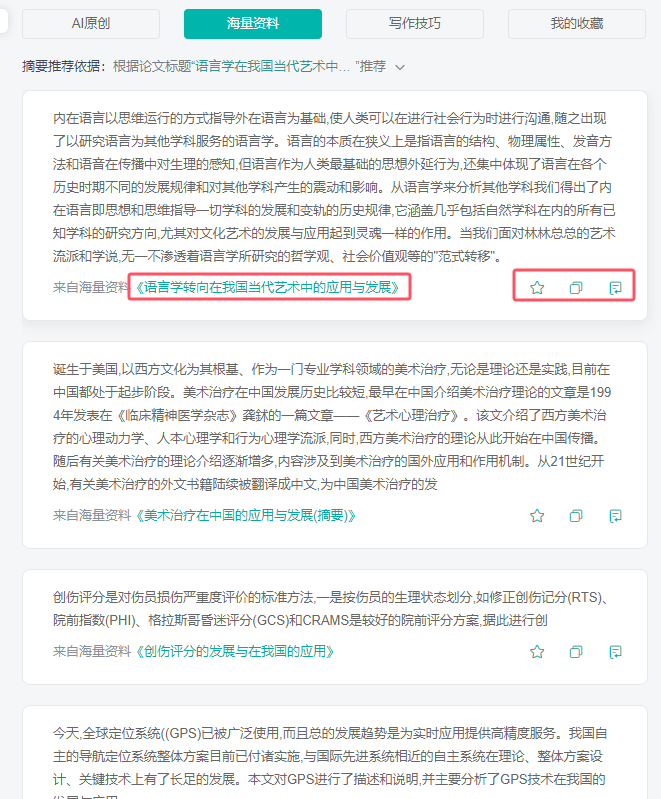 AI原创 海量资料 写作技巧 我的收藏
摘要推荐依据：根据论文标题“语言学在我国当代艺术中... ”推荐
内在语言以思维运行的方式指导外在语言为基础,使人类可以在进行社会行为时进行沟通,随之出现
了以研究语言为其他学科服务的语言学。语言的本质在狭义上是指语言的结构、物理属性、发音方
法和语音在传播中对生理的感知,但语言作为人类最基础的思想外延行为,还集中体现了语言在各个
历史时期不同的发展规律和对其他学科产生的震动和影响。从语言学来分析其他学科我们得出了内
在语言即思想和思维指导一切学科的发展和变轨的历史规律,它涵盖几乎包括自然学科在内的所有已
知学科的研究方向,尤其对文化艺术的发展与应用起到灵魂一样的作用。当我们面对林林总总的艺术
流派和学说,无一不渗透着语言学所研究的哲学观、社会价值观等的"范式转移"。
来自海量资料《语言学转向在我国当代艺术中的应用与发展》
诞生于美国,以西方文化为其根基、作为一门专业学科领域的美术治疗,无论是理论还是实践,目前在
中国都处于起步阶段。美术治疗在中国发展历史比较短,最早在中国介绍美术治疗理论的文章是199
4年发表在《临床精神医学杂志》龚鉥的一篇文章——《艺术心理治疗》。该文介绍了西方美术治
疗的心理动力学、人本心理学和行为心理学流派,同时,西方美术治疗的理论从此开始在中国传播。
随后有关美术治疗的理论介绍逐渐增多,内容涉及到美术治疗的国外应用和作用机制。从21世纪开
始,有关美术治疗的外文书籍陆续被翻译成中文,为中国美术治疗的发
来自海量资料《美术治疗在中国的应用与发展(摘要)》
创伤评分是对伤员损伤严重度评价的标准方法,一是按伤员的生理状态划分,如修正创伤记分(RTS)、
院前指数(PHI)、格拉斯哥昏迷评分(GCS)和CRAMS是较好的院前评分方案,据此进行创
来自海量资料《创伤评分的发展与在我国的应用》
今天,全球定位系统((GPS)已被广泛使用,而且总的发展趋势是为实时应用提供高精度服务。我国自
主的导航定位系统整体方案目前已付诸实施,与国际先进系统相近的自主系统在理论、整体方案设
计、关键技术上有了长足的发展。本文对GPS进行了描述和说明,并主要分析了GPS技术在我国的